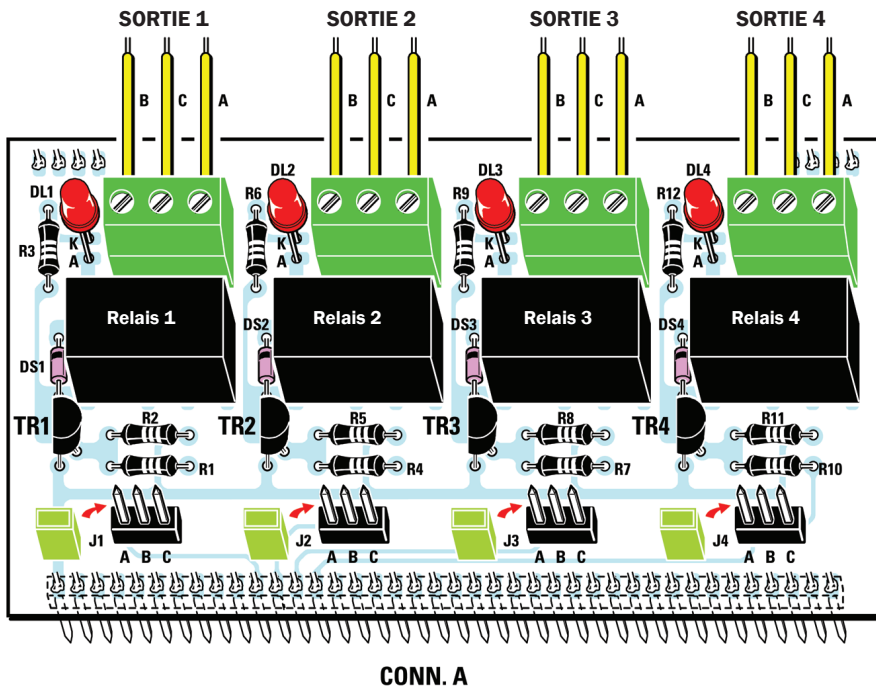 SORTIE 1 SORTIE 2 SORTIE 3 SORTIE 4
B C A B C A B C A B C A
DL1 R6 DL2 R9 DL3 R12 DL4
R3 K K K K
A A A A
Relais 1 Relais 2 Relais 3 Relais 4
DS1 DS2 DS3 DS4
TR1 R2 TR2 R5 TR3 R8 TR4 R11
R1 R4 R7 R10
J1 J2 J3 J4
A B C A B C A B C A B C
CONN. A